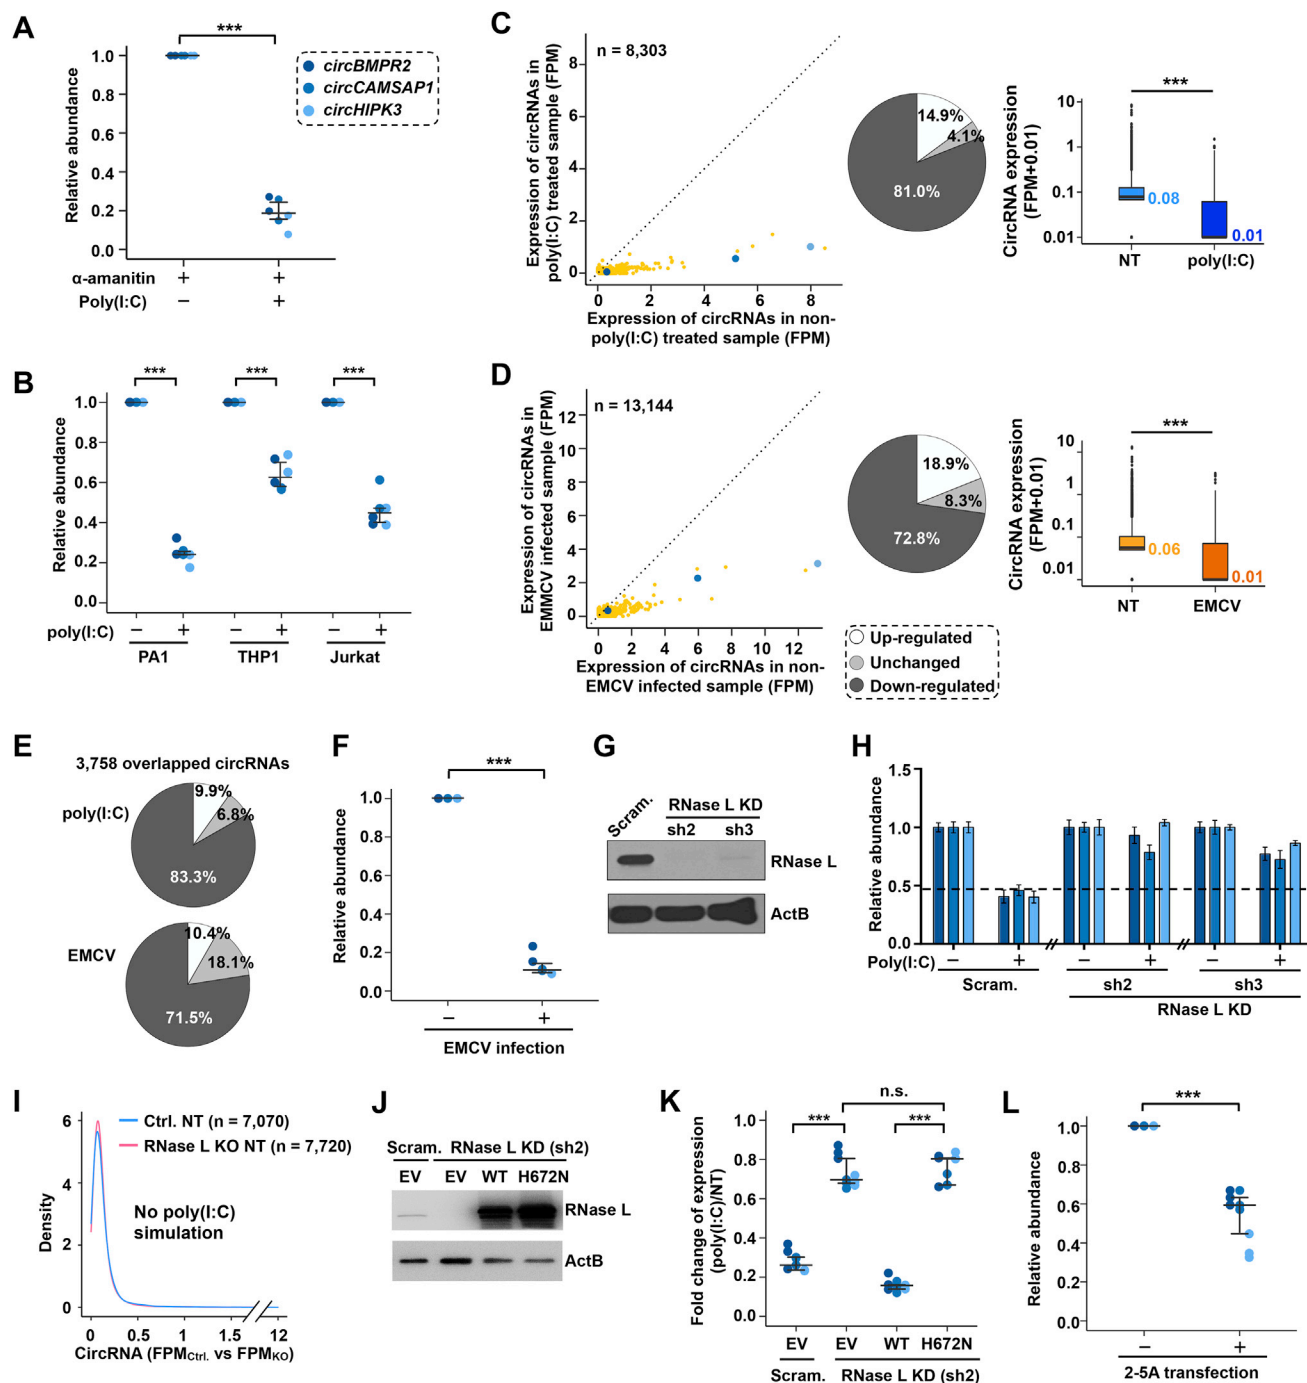 A
***
1.0
0.8
0.6
0.4
0.2
0.0
Relative abundance
circBMPR2
circCAMSAP1
circHIPK3
α-amanitin + +
Poly(I:C) − +
B
*** *** ***
1.0
0.8
0.6
0.4
0.2
0.0
Relative abundance
poly(I:C) − + − + − +
PA1 THP1 Jurkat
C
n = 8,303
8
6
4
2
0
Expression of circRNAs in
poly(I:C) treated sample (FPM)
0 2 4 6 8
Expression of circRNAs in non-
poly(I:C) treated sample (FPM)
14.9%
4.1%
81.0%
***
10
1
0.1
0.01
CircRNA expression
(FPM+0.01)
0.08
0.01
NT poly(I:C)
D
n = 13,144
12
10
8
6
4
2
0
Expression of circRNAs in
EMMCV infected sample (FPM)
0 2 4 6 8 10 12
Expression of circRNAs in non-
EMCV infected sample (FPM)
18.9%
8.3%
72.8%
Up-regulated
Unchanged
Down-regulated
***
10
1
0.1
0.01
CircRNA expression
(FPM+0.01)
0.06
0.01
NT EMCV
E
3,758 overlapped circRNAs
poly(I:C)
9.9%
6.8%
83.3%
EMCV
10.4%
18.1%
71.5%
F
***
1.0
0.8
0.6
0.4
0.2
0.0
Relative abundance
− +
EMCV infection
G
Scram.
RNase L KD
sh2 sh3
RNase L
ActB
H
1.5
1.0
0.5
0.0
Relative abundance
Poly(I:C) − + − + − +
Scram. sh2 sh3
RNase L KD
I
6
4
2
0
Density
Ctrl. NT (n = 7,070)
RNase L KO NT (n = 7,720)
No poly(I:C)
simulation
0 0.5 1 1.5 12
CircRNA (FPMCtrl. vs FPMKO)
J
Scram. RNase L KD (sh2)
EV EV WT H672N
RNase L
ActB
K
n.s.
*** ***
1.0
0.8
0.6
0.4
0.2
0.0
Fold change of expression
(poly(I:C)/NT)
EV EV WT H672N
Scram. RNase L KD (sh2)
L
***
1.0
0.8
0.6
0.4
0.2
0.0
Relative abundance
− +
2-5A transfection